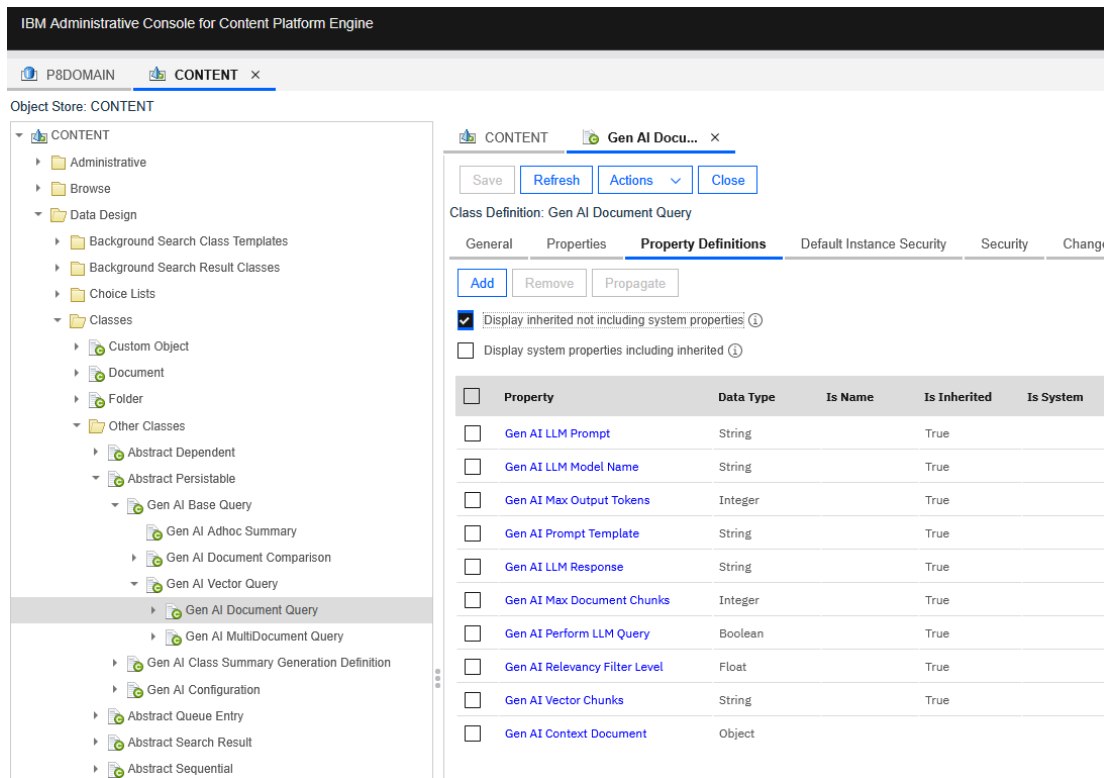 IBM Administrative Console for Content Platform Engine
P8DOMAIN CONTENT ×
Object Store: CONTENT
CONTENT
Administrative
Browse
Data Design
Background Search Class Templates
Background Search Result Classes
Choice Lists
Classes
Custom Object
Document
Folder
Other Classes
Abstract Dependent
Abstract Persistable
Gen AI Base Query
Gen AI Adhoc Summary
Gen AI Document Comparison
Gen AI Vector Query
Gen AI Document Query
Gen AI MultiDocument Query
Gen AI Class Summary Generation Definition
Gen AI Configuration
Abstract Queue Entry
Abstract Search Result
Abstract Sequential
CONTENT Gen AI Docu... ×
Save Refresh Actions Close
Class Definition: Gen AI Document Query
General Properties Property Definitions Default Instance Security Security Change
Add Remove Propagate
Display inherited not including system properties
Display system properties including inherited
Property Data Type Is Name Is Inherited Is System
Gen AI LLM Prompt String True
Gen AI LLM Model Name String True
Gen AI Max Output Tokens Integer True
Gen AI Prompt Template String True
Gen AI LLM Response String True
Gen AI Max Document Chunks Integer True
Gen AI Perform LLM Query Boolean True
Gen AI Relevancy Filter Level Float True
Gen AI Vector Chunks String True
Gen AI Context Document Object